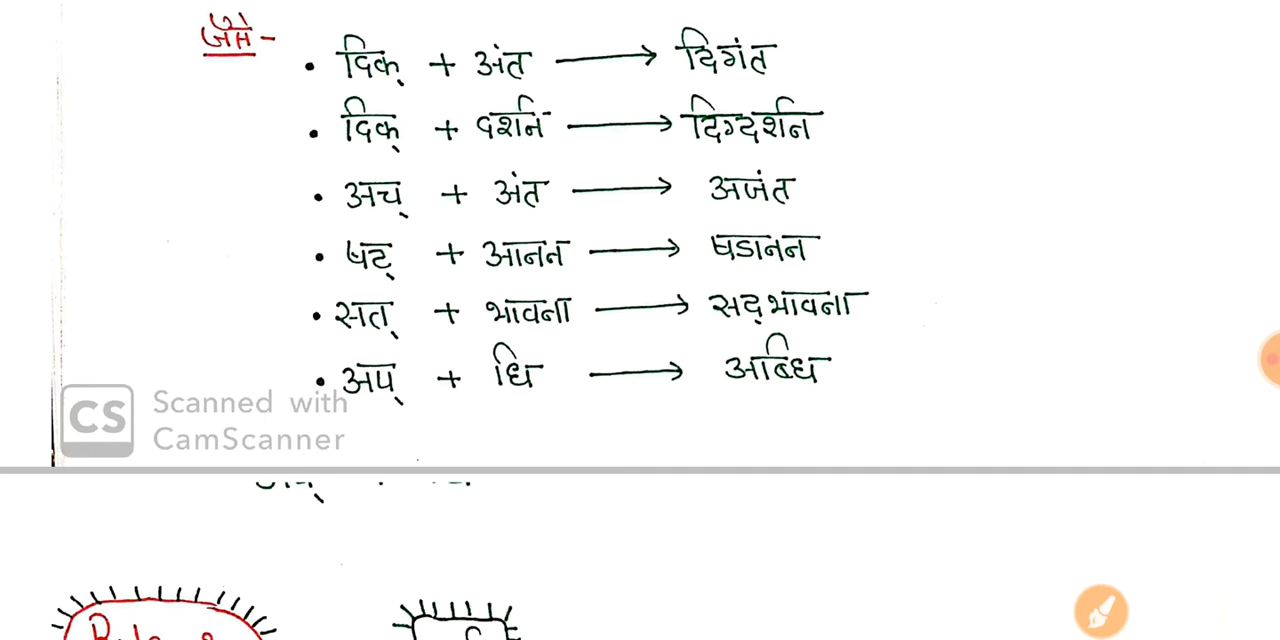 जैसे -
• दिक् + अंत ⟶ दिगंत
• दिक् + दर्शन ⟶ दिग्दर्शन
• अच् + अंत ⟶ अजंत
• षट् + आनन ⟶ षडानन
• सत् + भावना ⟶ सद्भावना
• अप् + धि ⟶ अब्धि
CS Scanned with
CamScanner